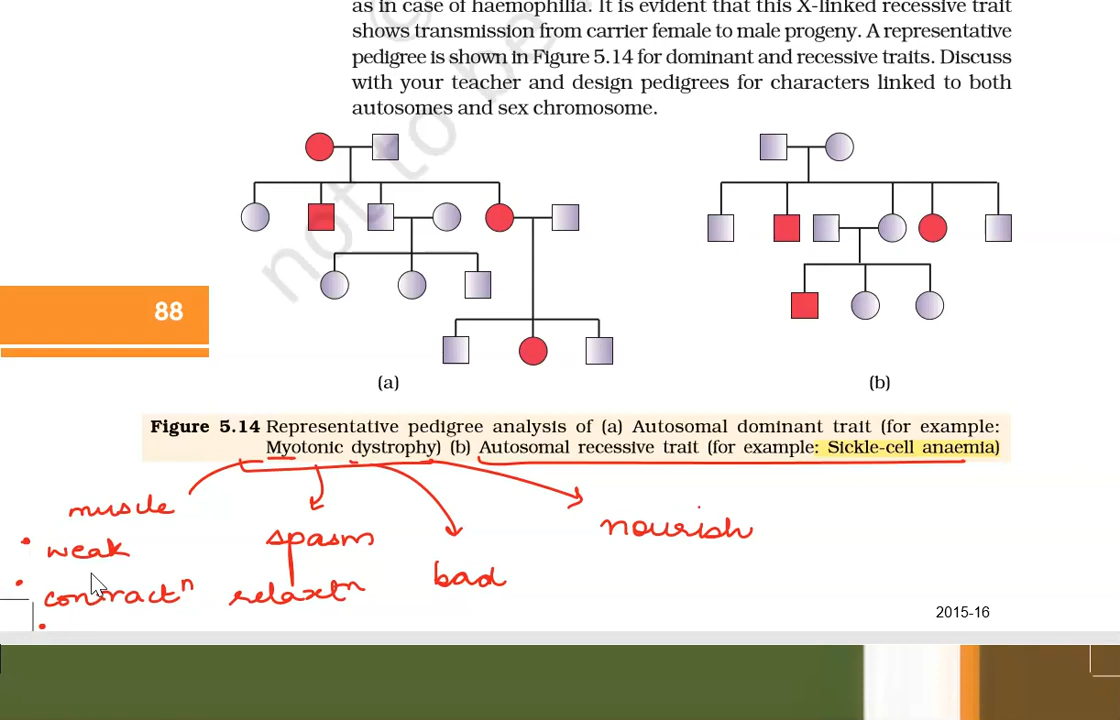 as in case of haemophilia. It is evident that this X-linked recessive trait
shows transmission from carrier female to male progeny. A representative
pedigree is shown in Figure 5.14 for dominant and recessive traits. Discuss
with your teacher and design pedigrees for characters linked to both
autosomes and sex chromosome.
© not to be
88
(a)
(b)
Figure 5.14 Representative pedigree analysis of (a) Autosomal dominant trait (for example:
Myotonic dystrophy) (b) Autosomal recessive trait (for example: Sickle-cell anaemia)
muscle
spasm
nourish
weak
bad
contractn
relaxtn
2015-16